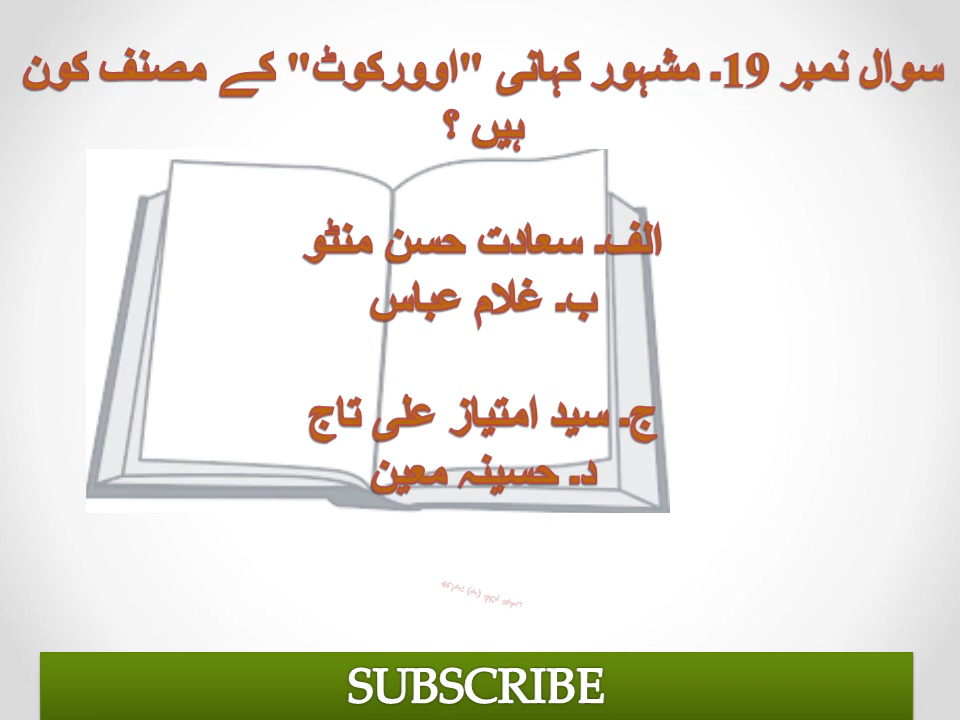 سوال نمبر 19۔ مشہور کہانی "اوورکوٹ" کے مصنف کون
ہیں ؟
الف۔ سعادت حسن منٹو
ب۔ غلام عباس
ج۔ سید امتیاز علی تاج
د۔ حسینہ معین
SUBSCRIBE